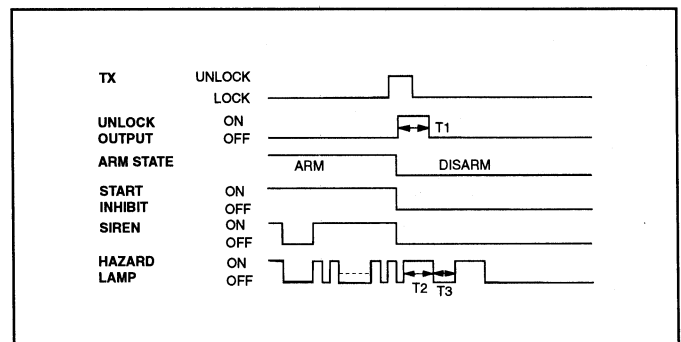 TX UNLOCK
LOCK
UNLOCK ON
OUTPUT OFF
T1
ARM STATE ARM DISARM
START ON
INHIBIT OFF
SIREN ON
OFF
HAZARD ON
LAMP OFF
T2 T3